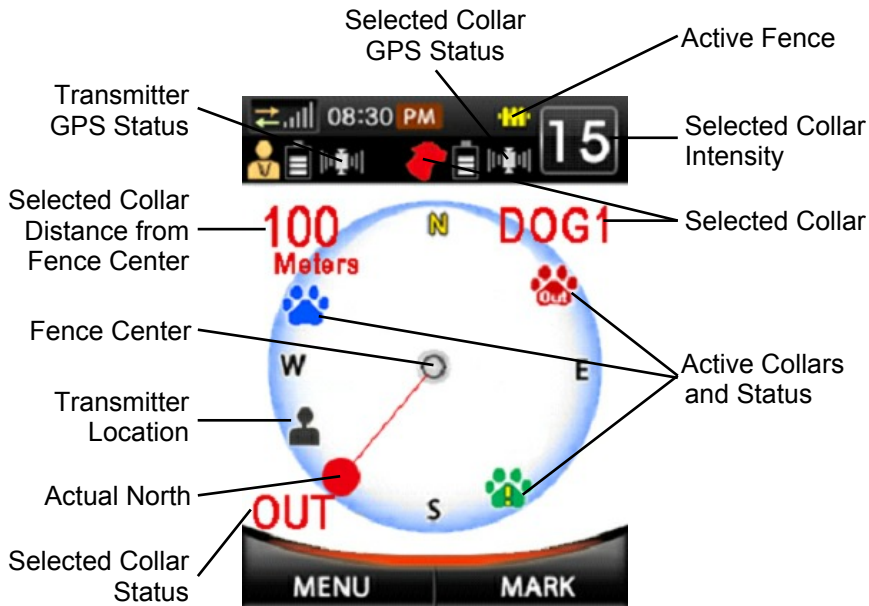 Selected Collar
GPS Status
Active Fence
Transmitter
GPS Status
08:30 PM
15
Selected Collar
Intensity
Selected Collar
Distance from
Fence Center
100
Meters
N
DOG1
Selected Collar
Out
Fence Center
W
E
Active Collars
and Status
Transmitter
Location
!
Actual North
OUT
S
Selected Collar
Status
MENU
MARK